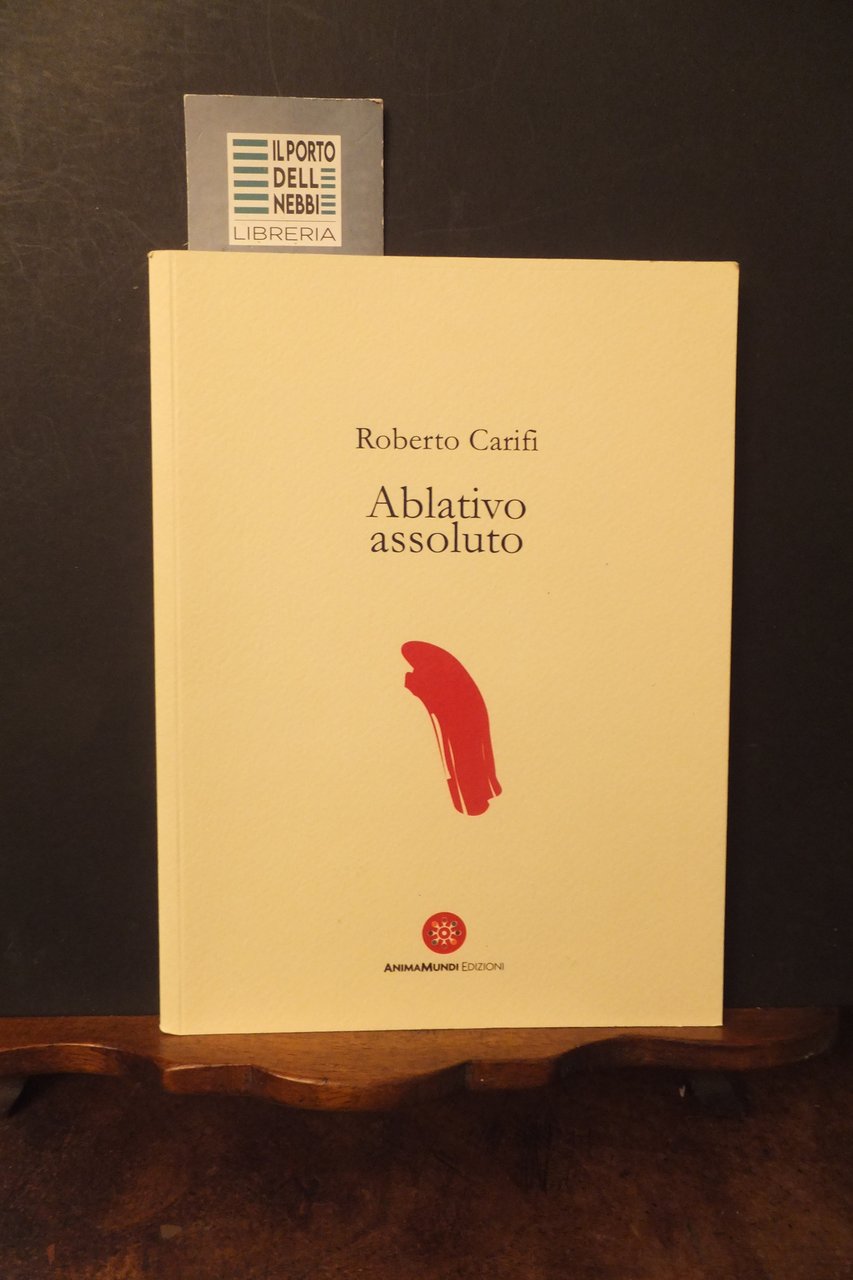 IL PORTO
DELLE
NEBBIE
LIBRERIA
Roberto Carifi
Ablativo
assoluto
ANIMAMUNDI EDIZIONI